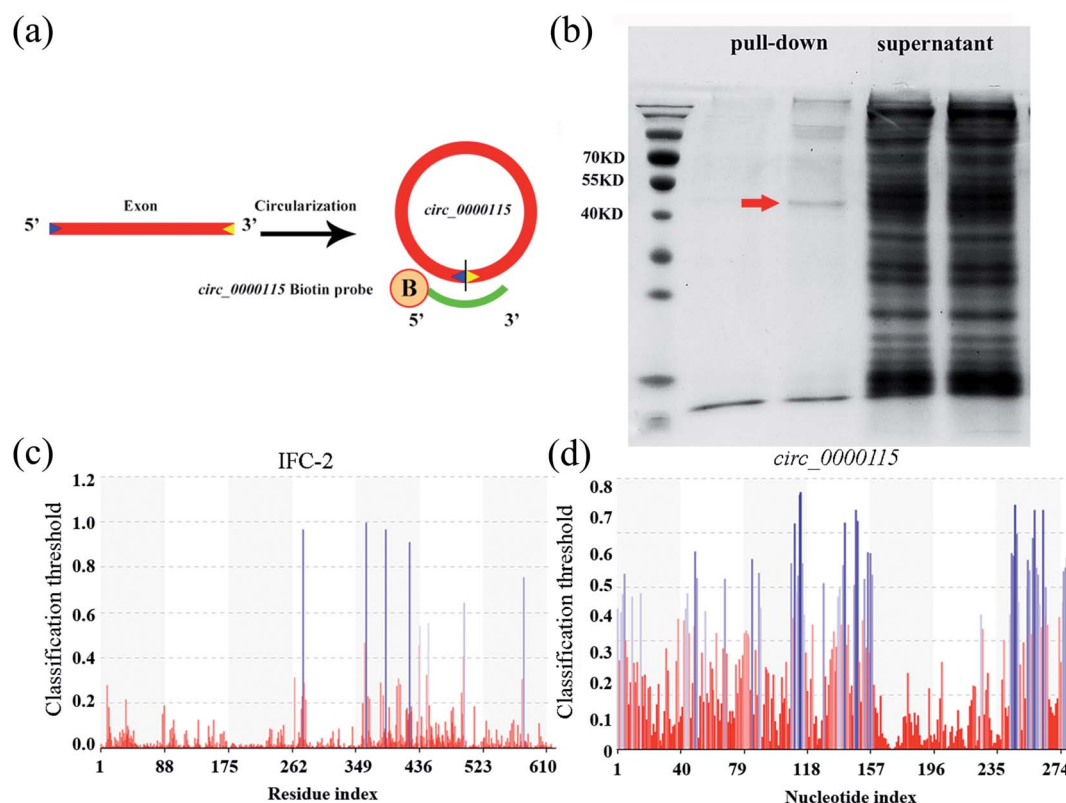 (a)
Exon
5’
3’
Circularization
circ_0000115
circ_0000115 Biotin probe
B
5’
3’
(b)
pull-down
supernatant
70KD
55KD
40KD
(c)
IFC-2
Classification threshold
1.2
1.0
0.8
0.6
0.4
0.2
0.0
1 88 175 262 349 436 523 610
Residue index
(d)
circ_0000115
Classification threshold
0.8
0.7
0.6
0.5
0.4
0.3
0.2
0.1
0
1 40 79 118 157 196 235 274
Nucleotide index